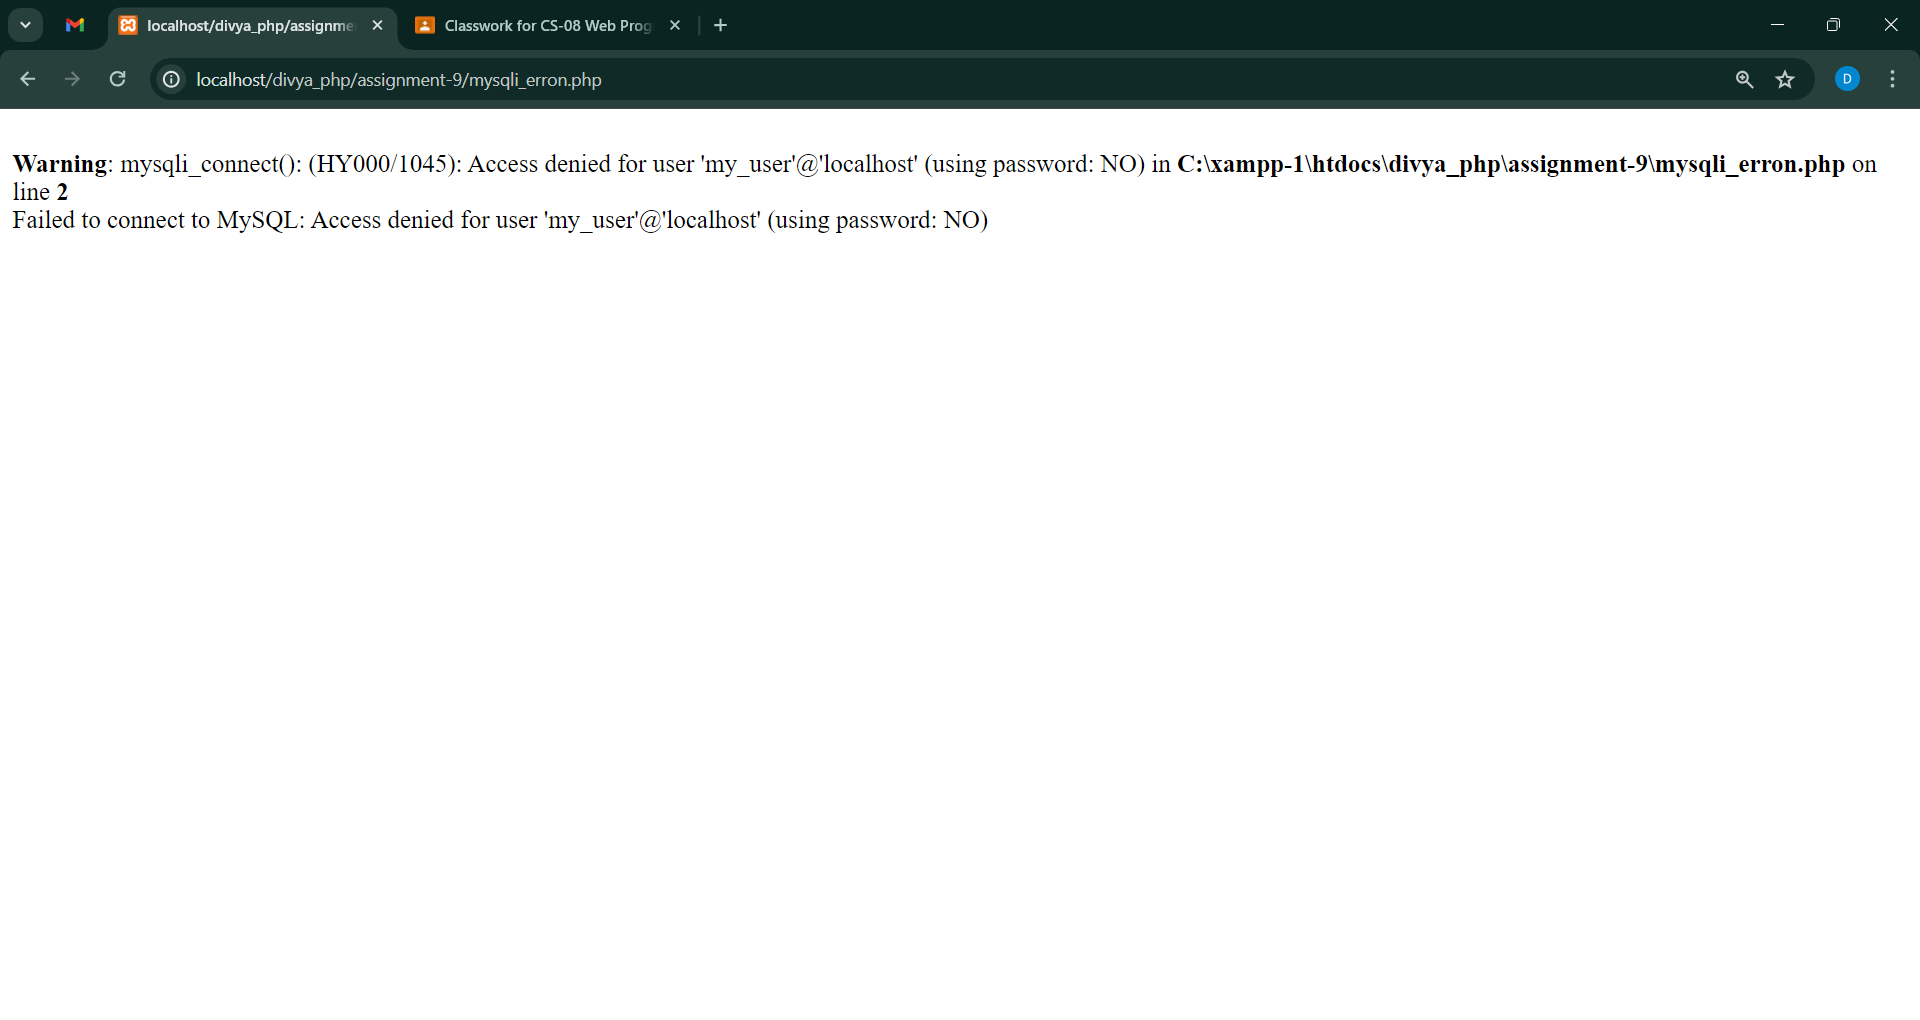 localhost/divya_php/assignme
Classwork for CS-08 Web Prog
localhost/divya_php/assignment-9/mysqli_erron.php
D
Warning: mysqli_connect(): (HY000/1045): Access denied for user 'my_user'@'localhost' (using password: NO) in C:\xampp-1\htdocs\divya_php\assignment-9\mysqli_erron.php on
line 2
Failed to connect to MySQL: Access denied for user 'my_user'@'localhost' (using password: NO)